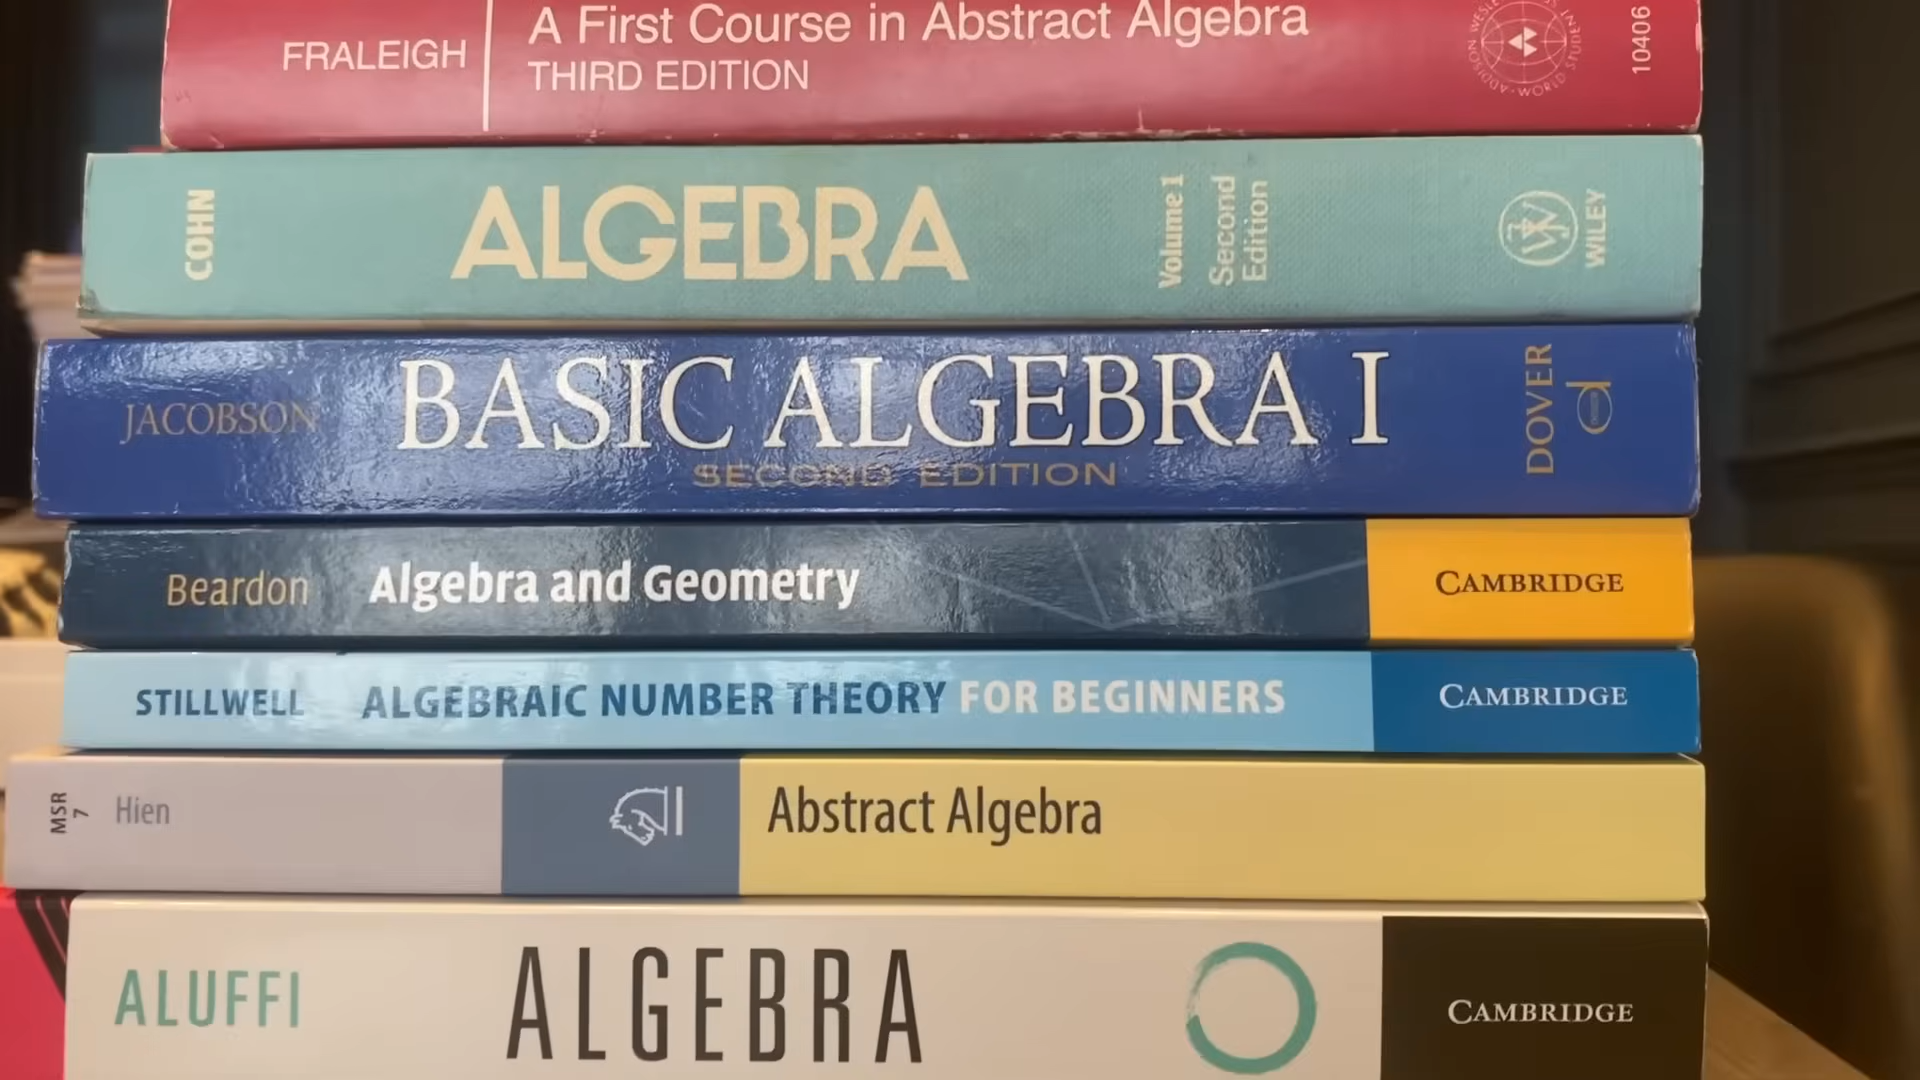 FRALEIGH
A First Course in Abstract Algebra
THIRD EDITION
10406
COHN
ALGEBRA
Volume 1
Second
Edition
WILEY
JACOBSON
BASIC ALGEBRA I
SECOND EDITION
DOVER
Beardon
Algebra and Geometry
CAMBRIDGE
STILLWELL
ALGEBRAIC NUMBER THEORY FOR BEGINNERS
CAMBRIDGE
MSR
7
Hien
Abstract Algebra
ALUFFI
ALGEBRA
CAMBRIDGE